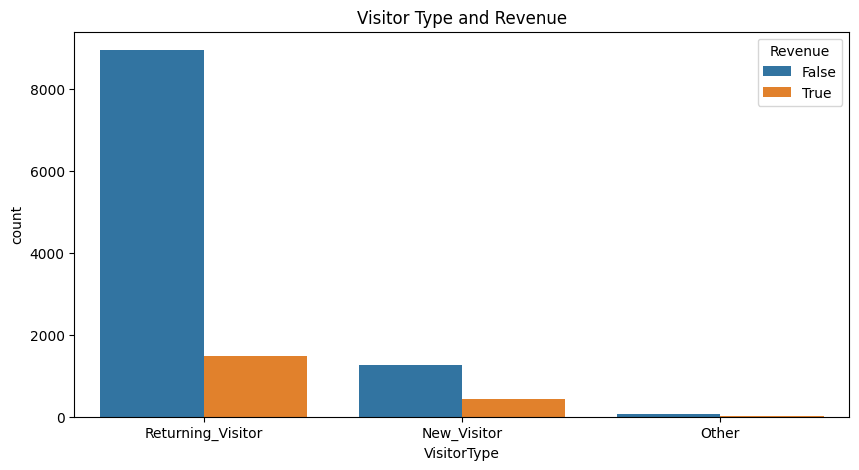 Visitor Type and Revenue
Revenue
False
True
8000
6000
4000
2000
0
count
Returning_Visitor
New_Visitor
Other
VisitorType